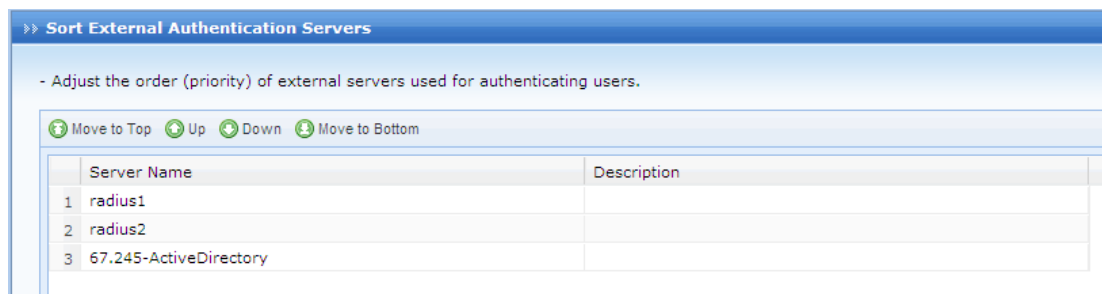 Sort External Authentication Servers
- Adjust the order (priority) of external servers used for authenticating users.
Move to Top Up Down Move to Bottom
Server Name Description
1 radius1
2 radius2
3 67.245-ActiveDirectory